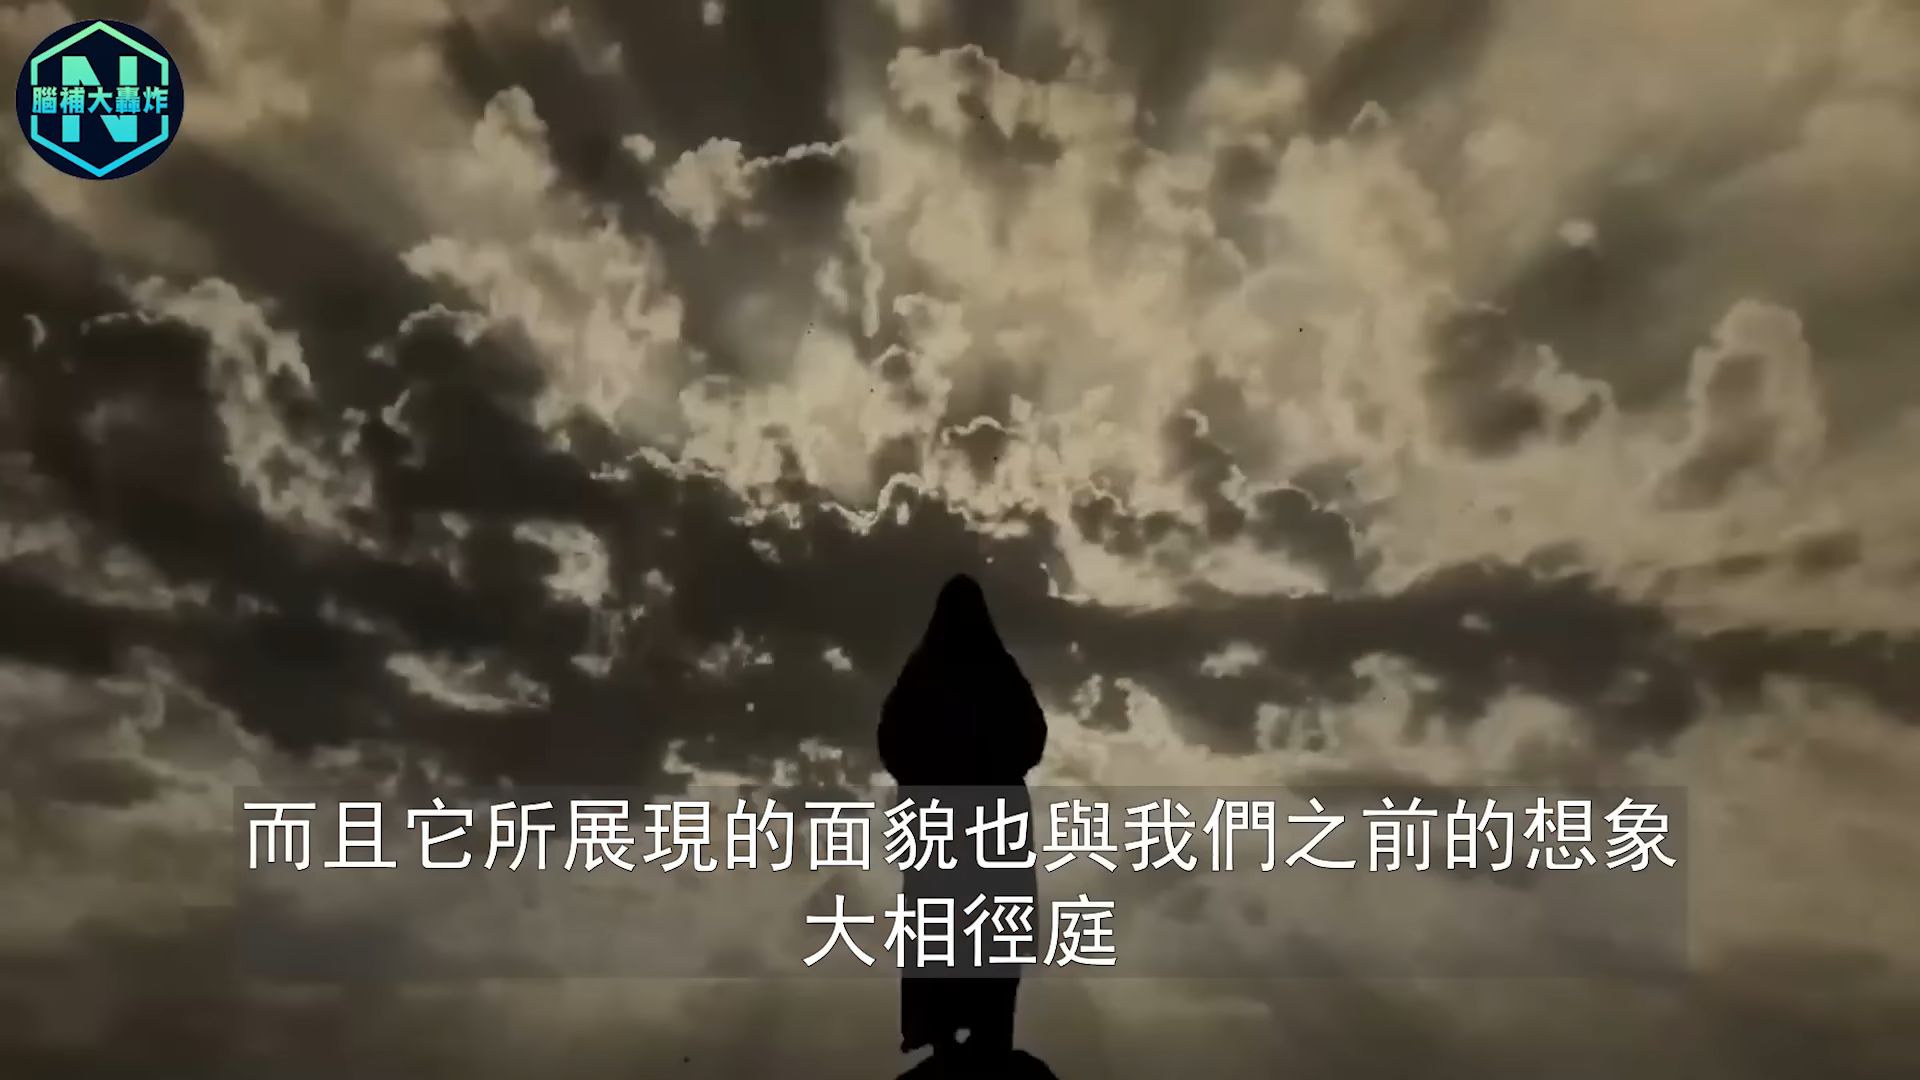 腦補大轟炸
而且它所展現的面貌也與我們之前的想象
大相徑庭